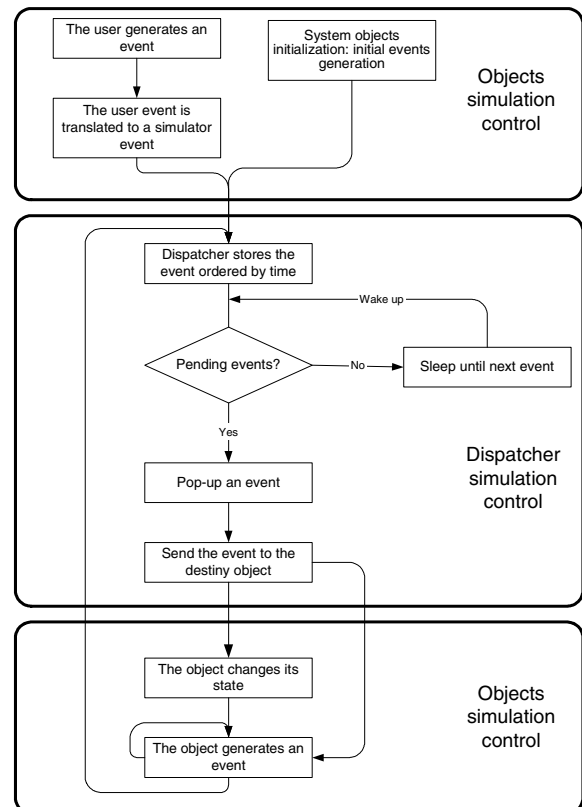 The user generates an
event
System objects
initialization: initial events
generation
Objects
simulation
control
The user event is
translated to a simulator
event
Dispatcher stores the
event ordered by time
Wake up
Pending events?
No
Sleep until next event
Yes
Dispatcher
simulation
control
Pop-up an event
Send the event to the
destiny object
The object changes its
state
Objects
simulation
control
The object generates an
event